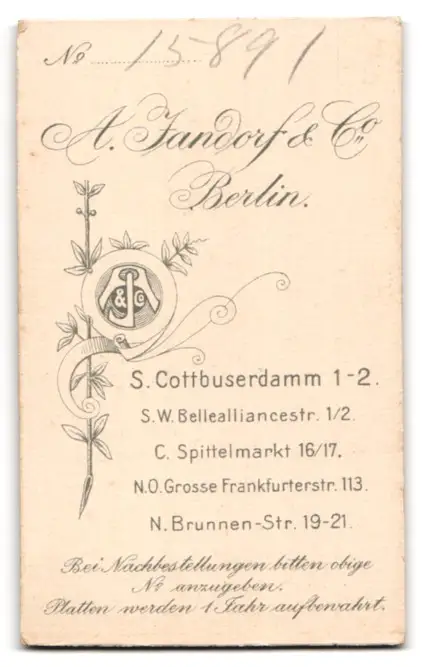 No 15891
A. Jandorf & Co
Berlin.
A & J Co
S. Cottbuserdamm 1-2.
S.W. Bellealliancestr. 1/2.
C. Spittelmarkt 16/17.
N.O. Grosse Frankfurterstr. 113.
N. Brunnen-Str. 19-21.
Bei Nachbestellungen bitten obige
No anzugeben.
Platten werden 1 Jahr aufbewahrt.